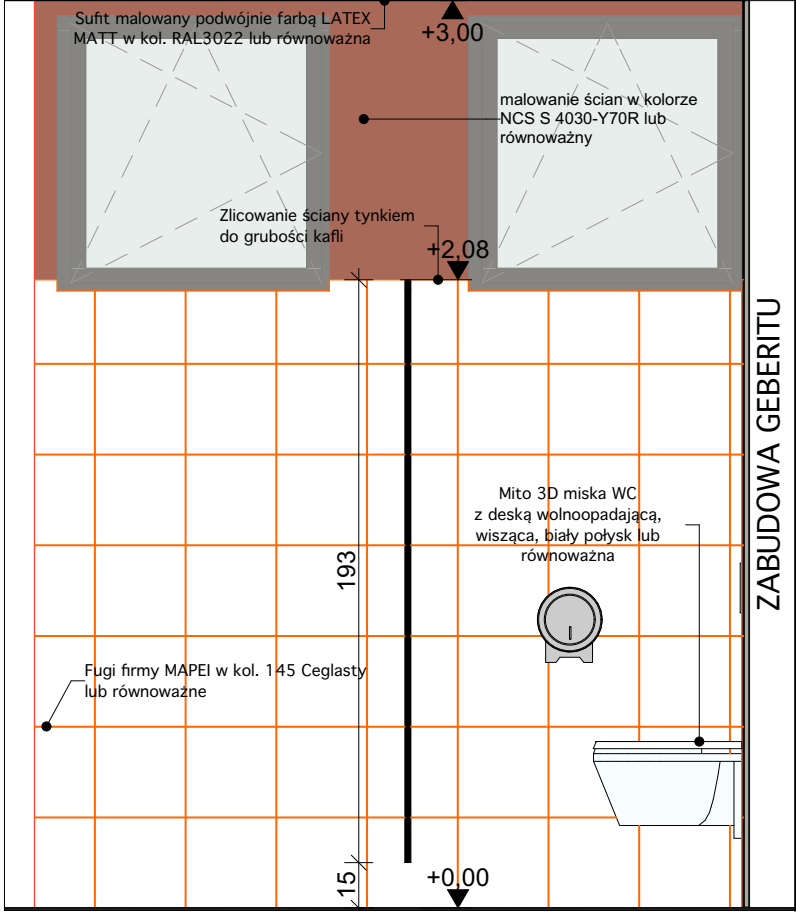 Sufit malowany podwójnie farbą LATEX
MATT w kol. RAL3022 lub równoważna
+3,00
malowanie ścian w kolorze
NCS S 4030-Y70R lub
równoważny
Zlicowanie ściany tynkiem
do grubości kafli
+2,08
ZABUDOWA GEBERITU
Mito 3D miska WC
z deską wolnoopadającą,
wisząca, biały połysk lub
równoważna
193
Fugi firmy MAPEI w kol. 145 Ceglasty
lub równoważne
15
+0,00